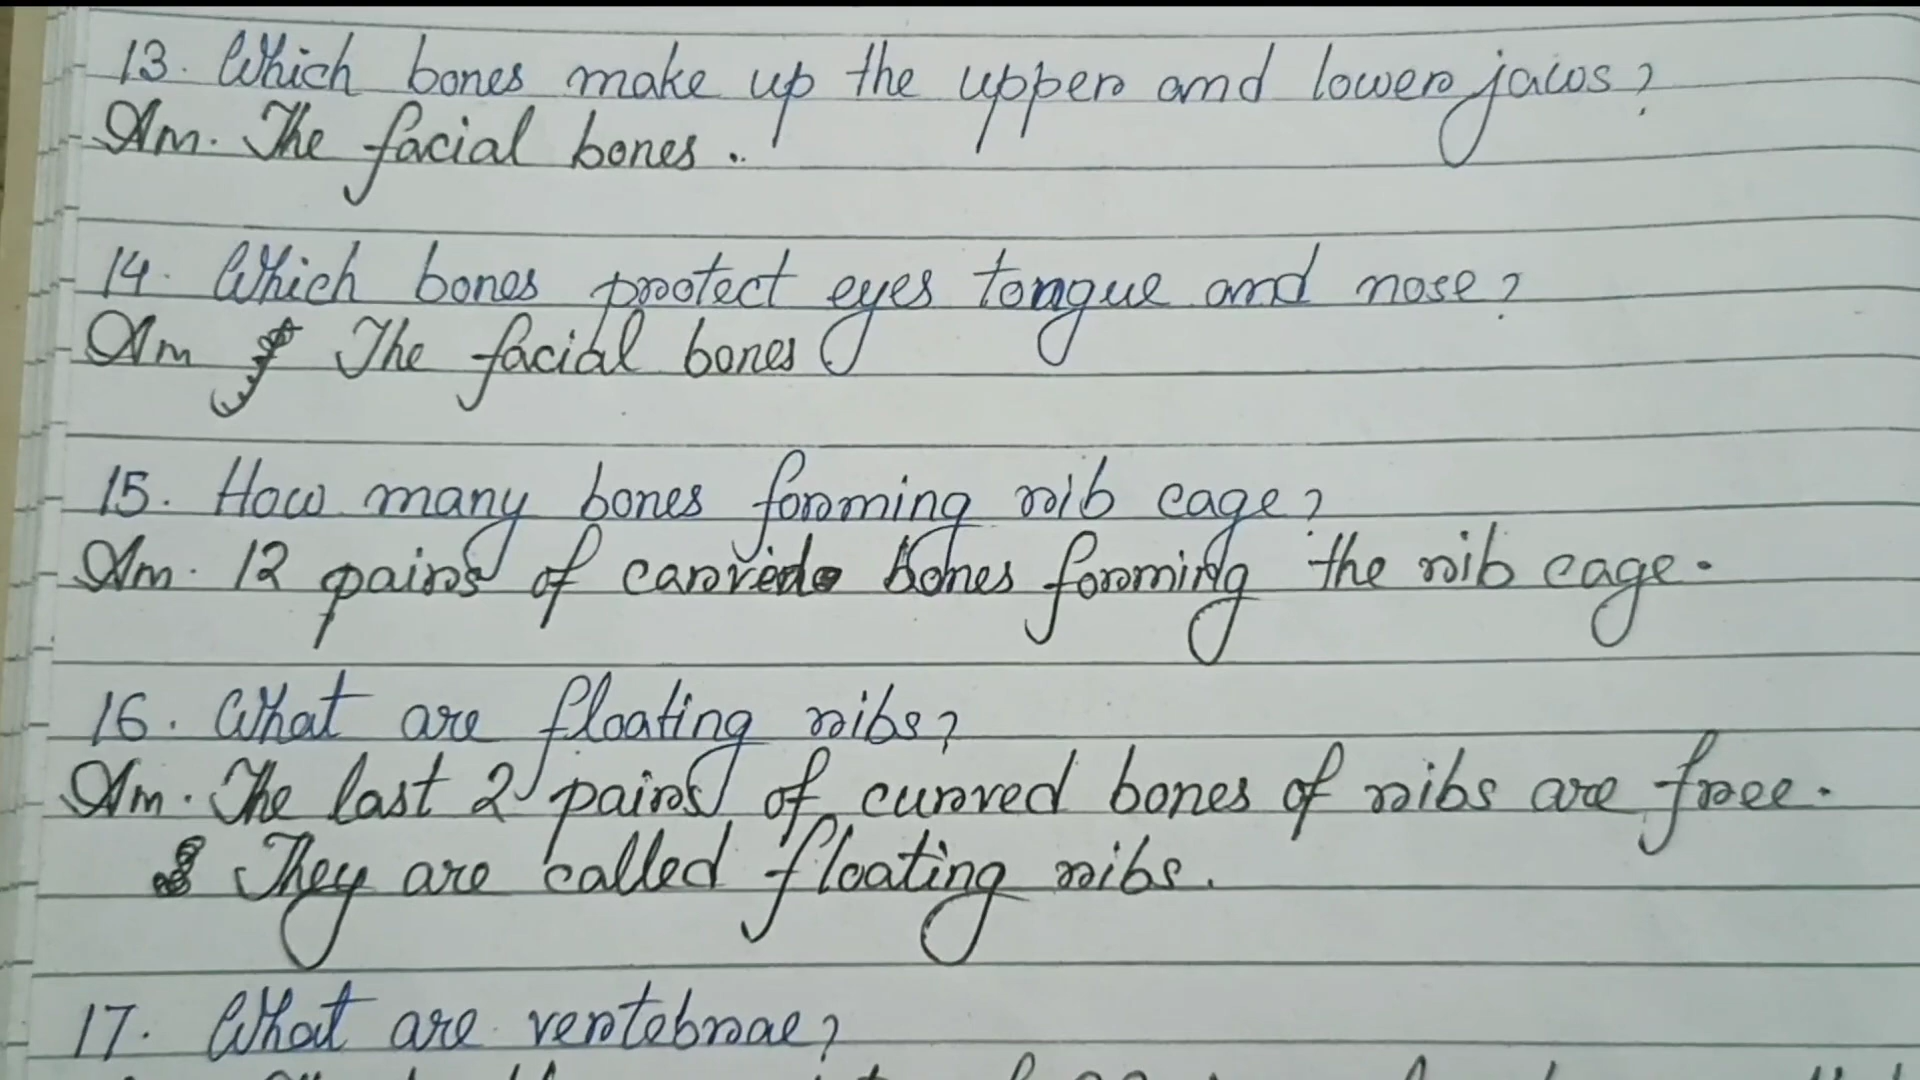 13. Which bones make up the upper and lower jaws?
Ans. The facial bones.
14. Which bones protect eyes tongue and nose?
Ans The facial bones
15. How many bones forming rib cage?
Ans. 12 pairs of carved bones forming the rib cage.
16. What are floating ribs?
Ans. The last 2 pairs of curved bones of ribs are free.
They are called floating ribs.
17. What are vertebrae?